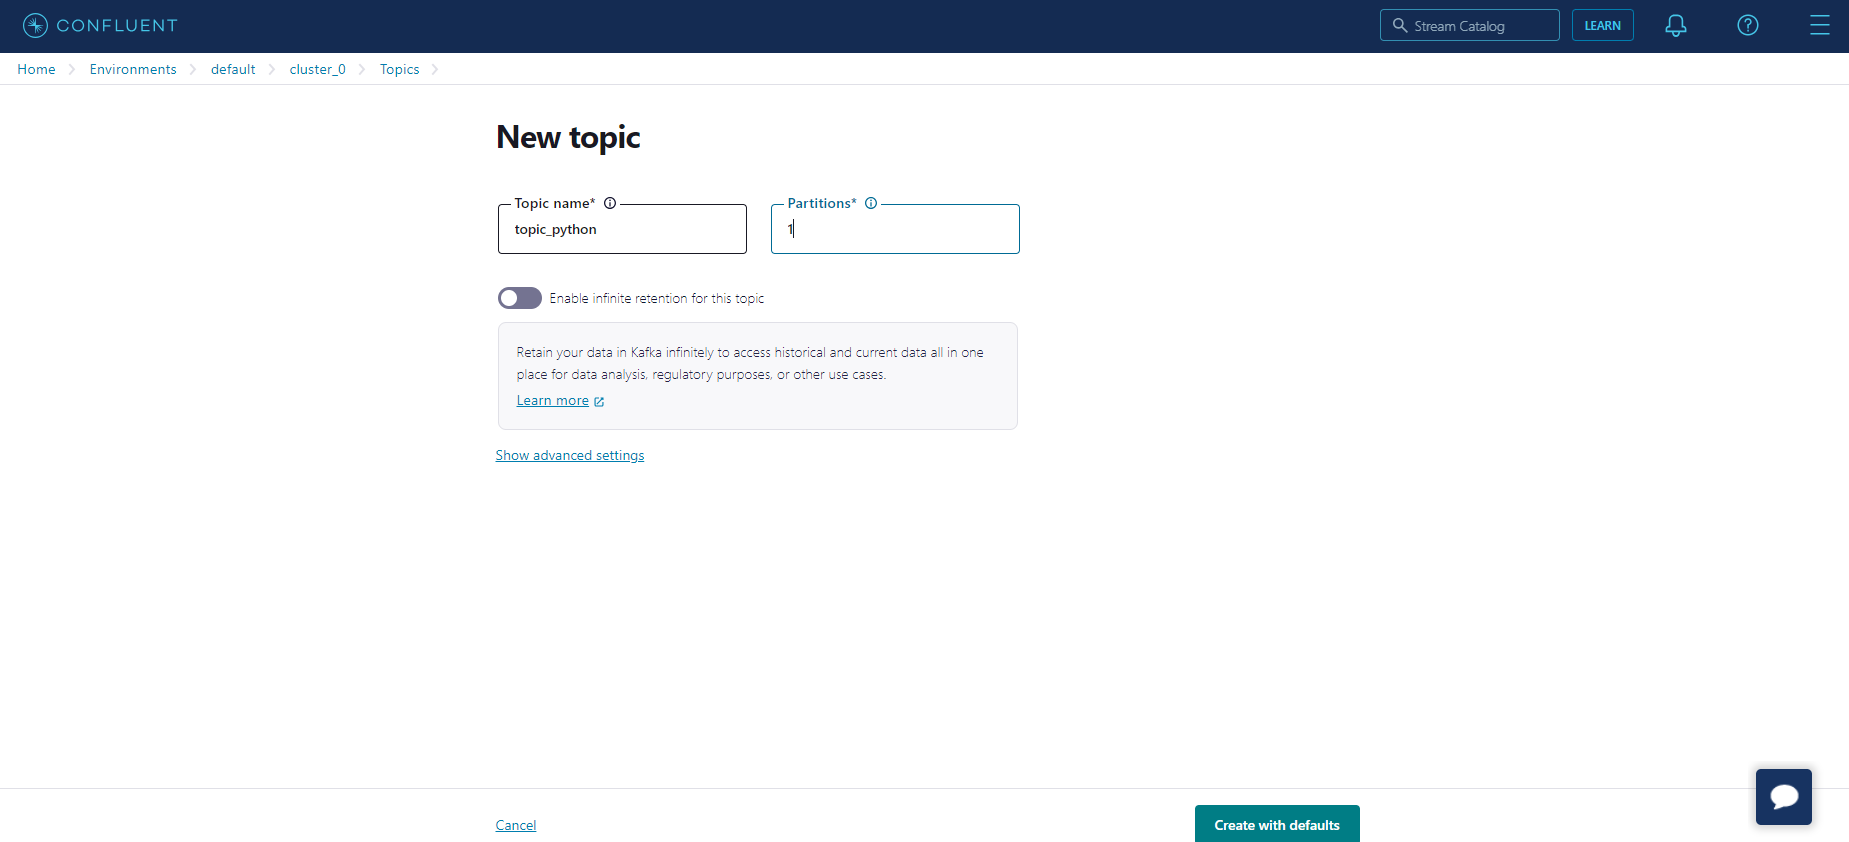 CONFLUENT
Stream Catalog
LEARN
Home
Environments
default
cluster_0
Topics
New topic
Topic name*
topic_python
Partitions*
1
Enable infinite retention for this topic
Retain your data in Kafka infinitely to access historical and current data all in one
place for data analysis, regulatory purposes, or other use cases.
Learn more
Show advanced settings
Cancel
Create with defaults